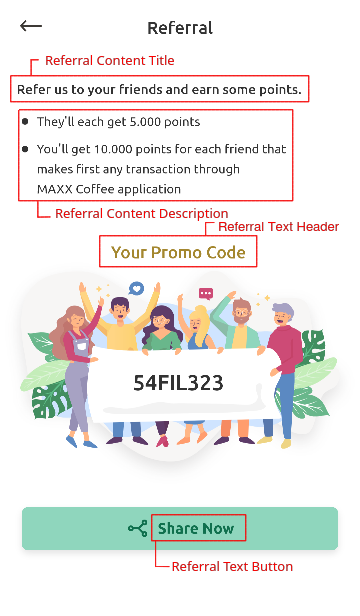 Referral
Referral Content Title
Refer us to your friends and earn some points.
They'll each get 5.000 points
You'll get 10.000 points for each friend that
makes first any transaction through
MAXX Coffee application
Referral Content Description
Referral Text Header
Your Promo Code
54FIL323
Share Now
Referral Text Button